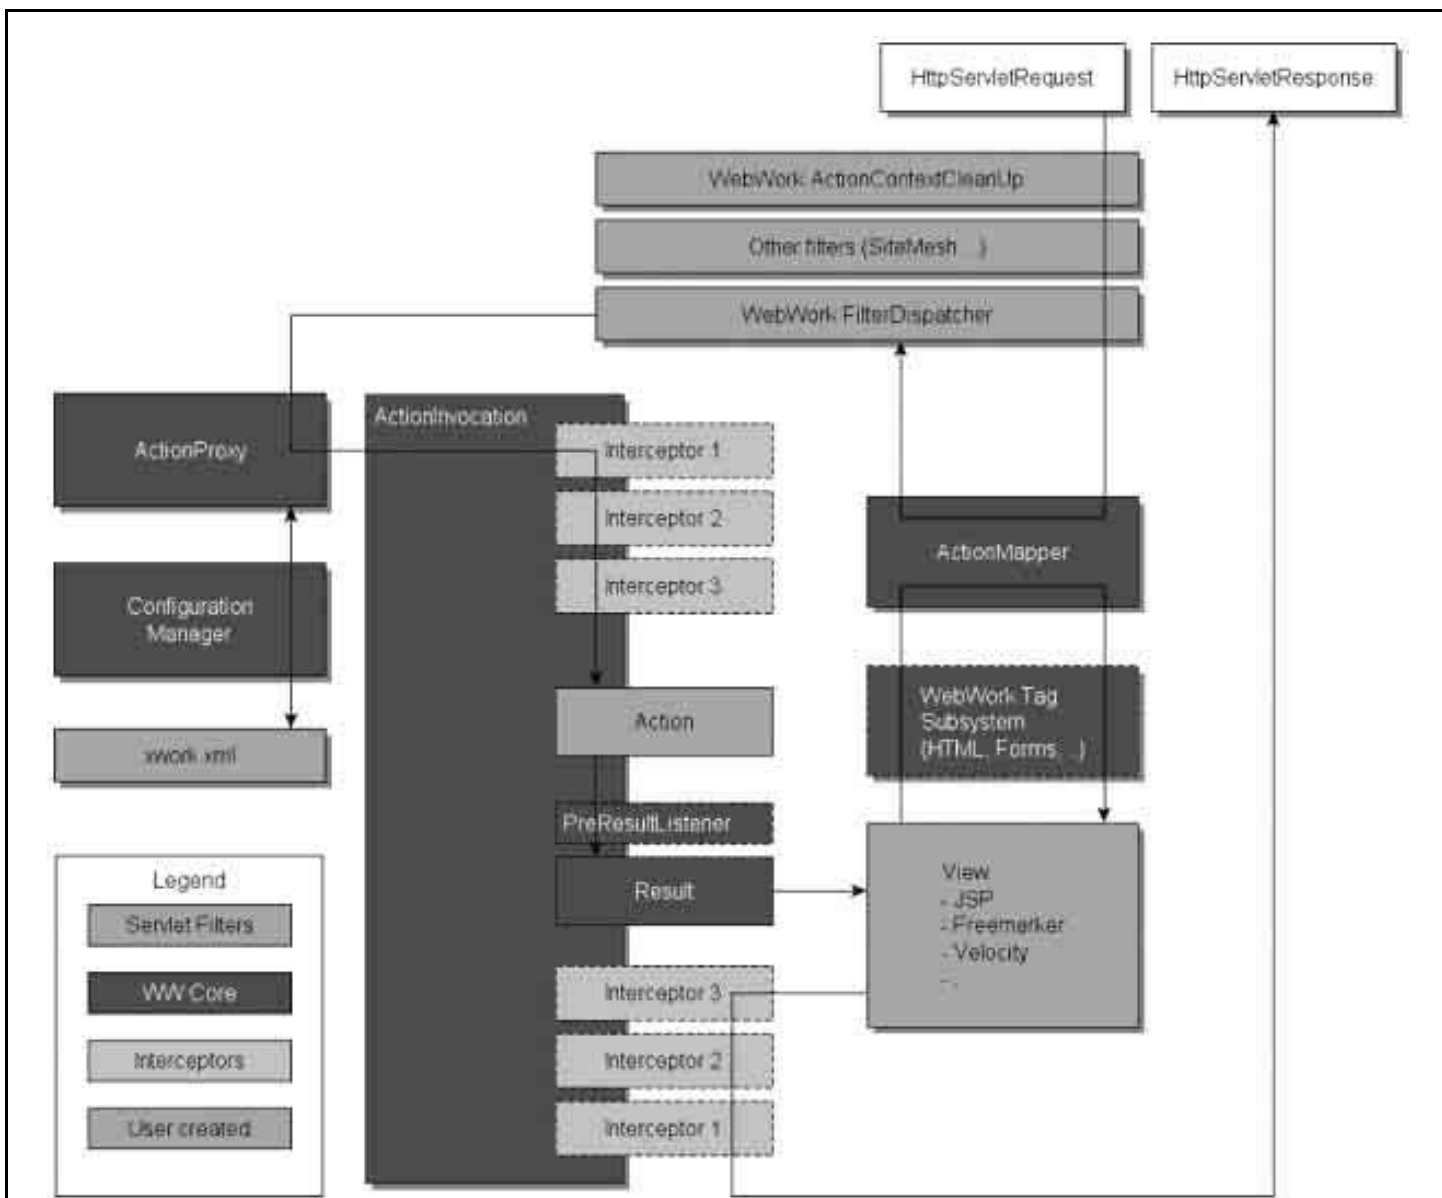 HttpServletRequest
HttpServletResponse
WebWork ActionContextCleanUp
Other filters (SiteMesh ...)
WebWork FilterDispatcher
ActionProxy
ActionInvocation
Interceptor 1
Interceptor 2
Interceptor 3
ActionMapper
Configuration
Manager
Action
WebWork Tag
Subsystem
(HTML, Forms...)
xwork.xml
PreResultListener
Result
View
- JSP
- Freemarker
- Velocity
- ..
Interceptor 3
Interceptor 2
Interceptor 1
Legend
Servlet Filters
WW Core
Interceptors
User created